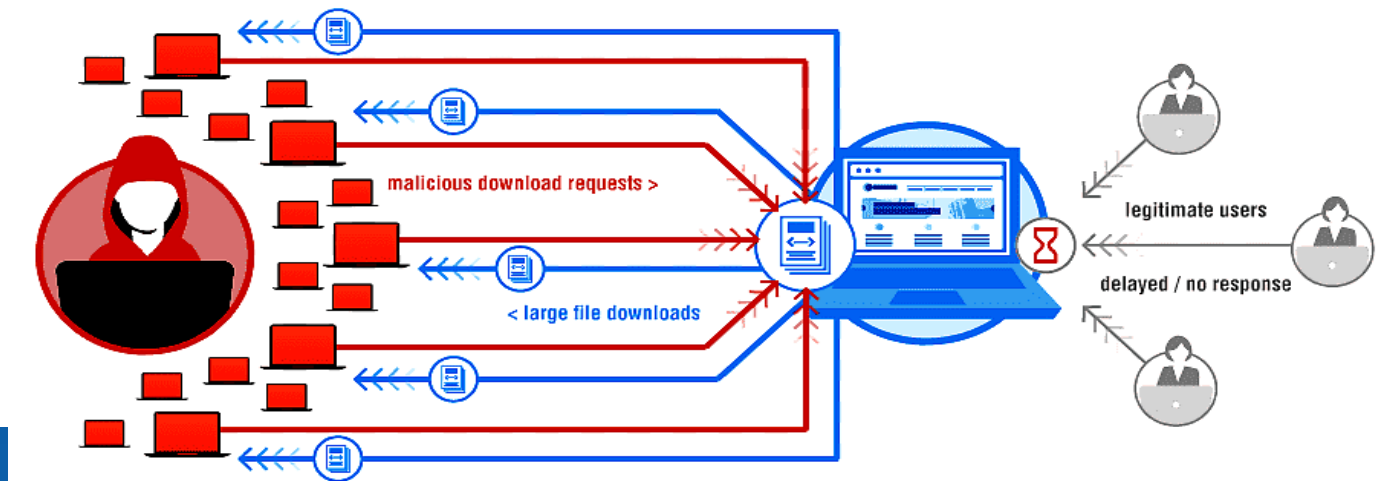 malicious download requests >
legitimate users
delayed / no response
< large file downloads